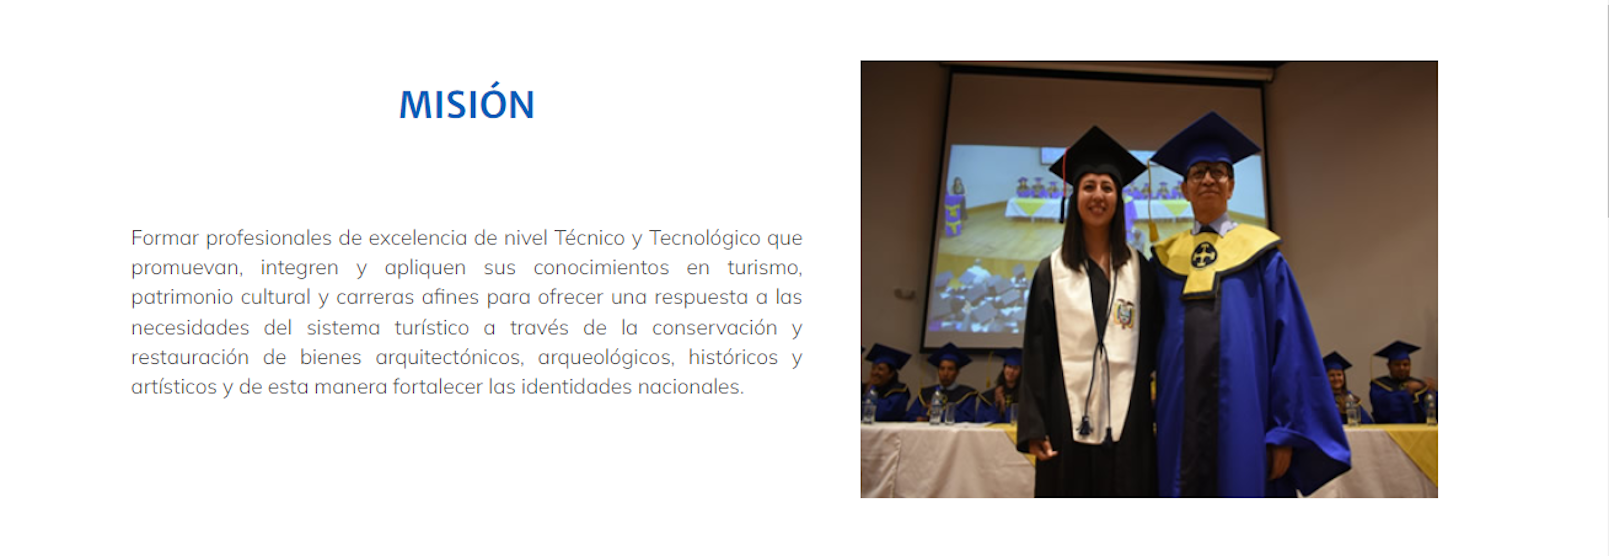 MISIÓN
Formar profesionales de excelencia de nivel Técnico y Tecnológico que
promuevan, integren y apliquen sus conocimientos en turismo,
patrimonio cultural y carreras afines para ofrecer una respuesta a las
necesidades del sistema turístico a través de la conservación y
restauración de bienes arquitectónicos, arqueológicos, históricos y
artísticos y de esta manera fortalecer las identidades nacionales.